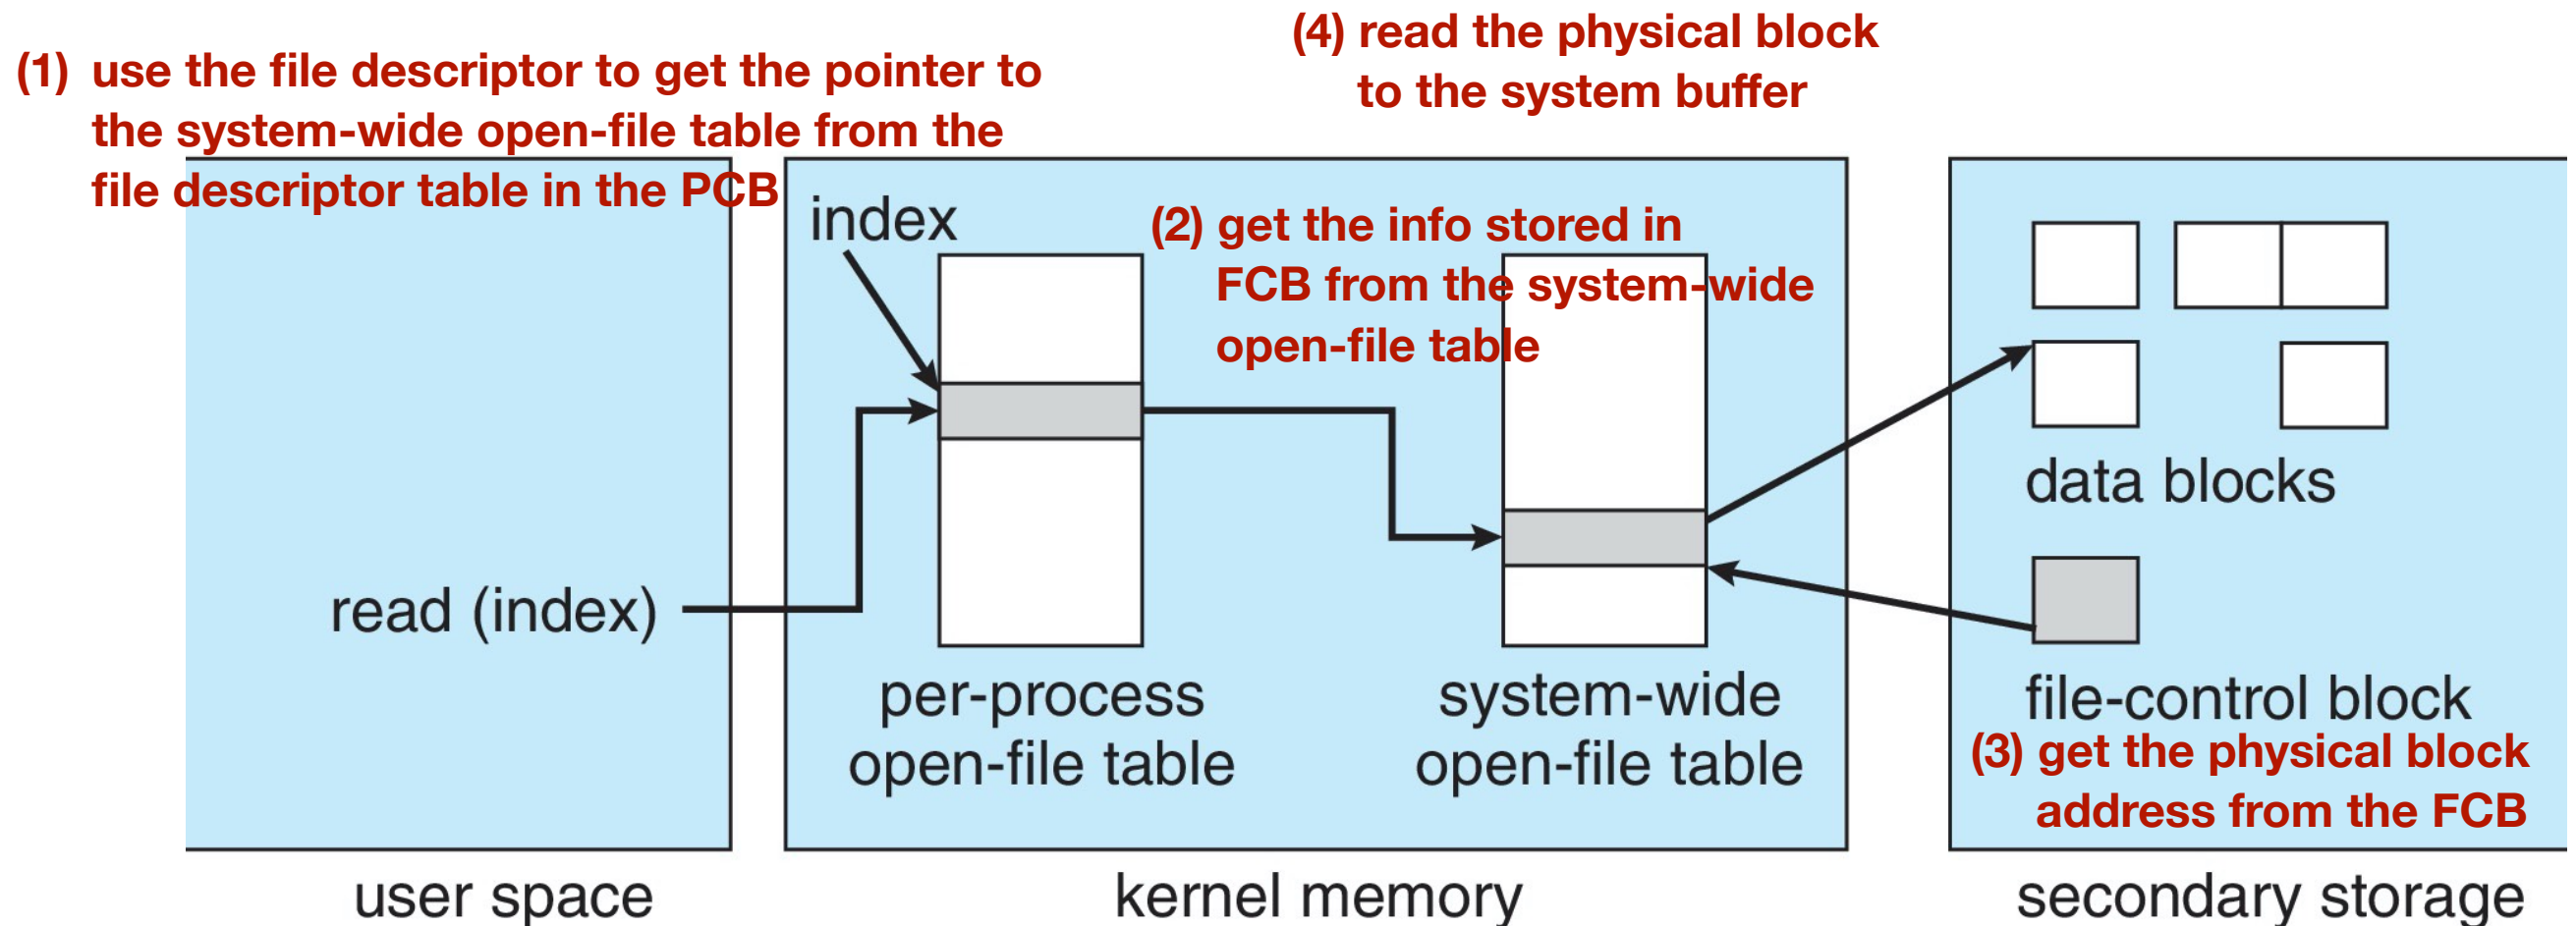 (4) read the physical block
to the system buffer
(1) use the file descriptor to get the pointer to
the system-wide open-file table from the
file descriptor table in the PCB
index
(2) get the info stored in
FCB from the system-wide
open-file table
data blocks
read (index)
per-process
open-file table
system-wide
open-file table
file-control block
(3) get the physical block
address from the FCB
user space
kernel memory
secondary storage